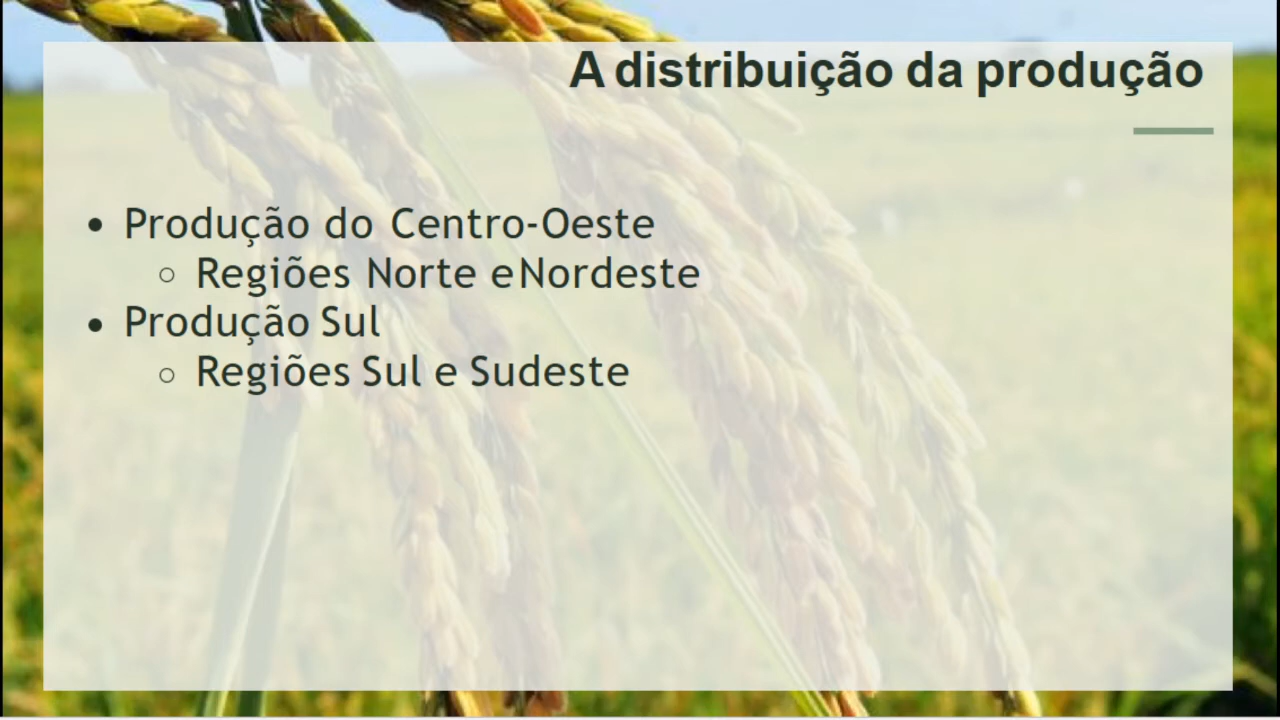 A distribuição da produção
• Produção do Centro-Oeste
○ Regiões Norte eNordeste
• Produção Sul
○ Regiões Sul e Sudeste